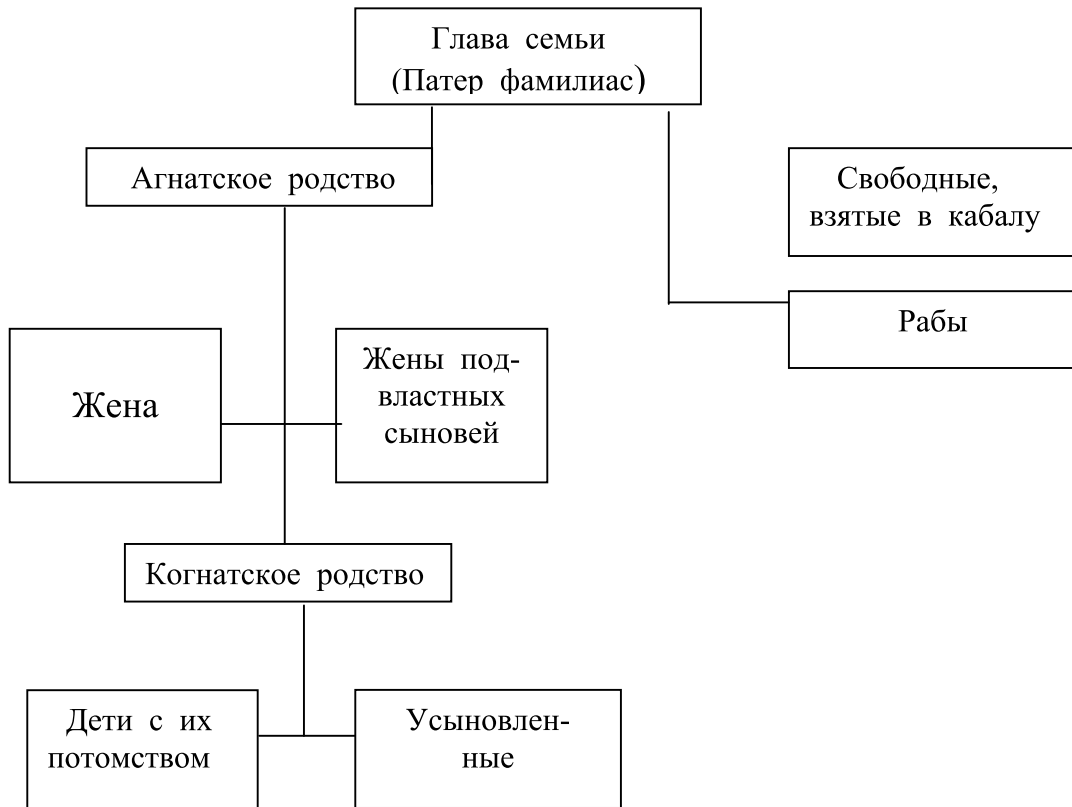 Глава семьи
(Патер фамилиас)
Агнатское родство
Свободные,
взятые в кабалу
Рабы
Жена
Жены под-
властных
сыновей
Когнатское родство
Дети с их
потомством
Усыновлен-
ные